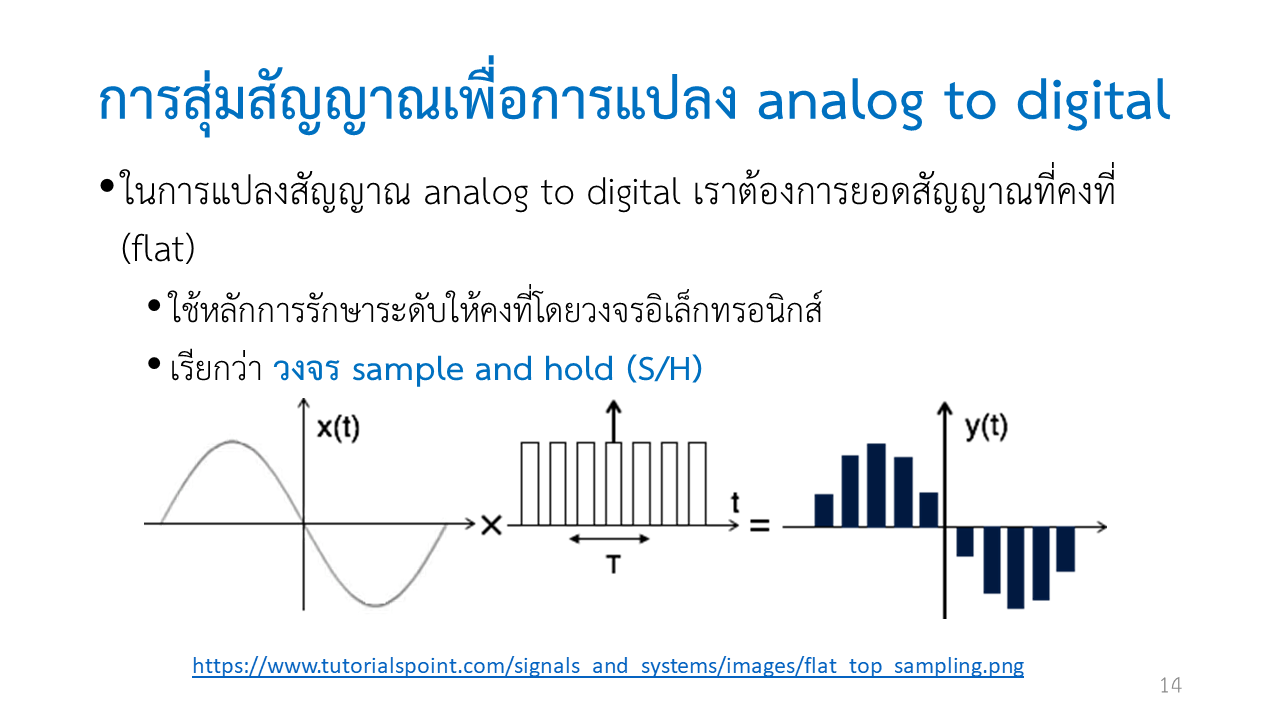 การสุ่มสัญญาณเพื่อการแปลง analog to digital
•ในการแปลงสัญญาณ analog to digital เราต้องการยอดสัญญาณที่คงที่
(flat)
•ใช้หลักการรักษาระดับให้คงที่โดยวงจรอิเล็กทรอนิกส์
•เรียกว่า วงจร sample and hold (S/H)
x(t)
×
t
T
=
y(t)
https://www.tutorialspoint.com/signals_and_systems/images/flat_top_sampling.png
14